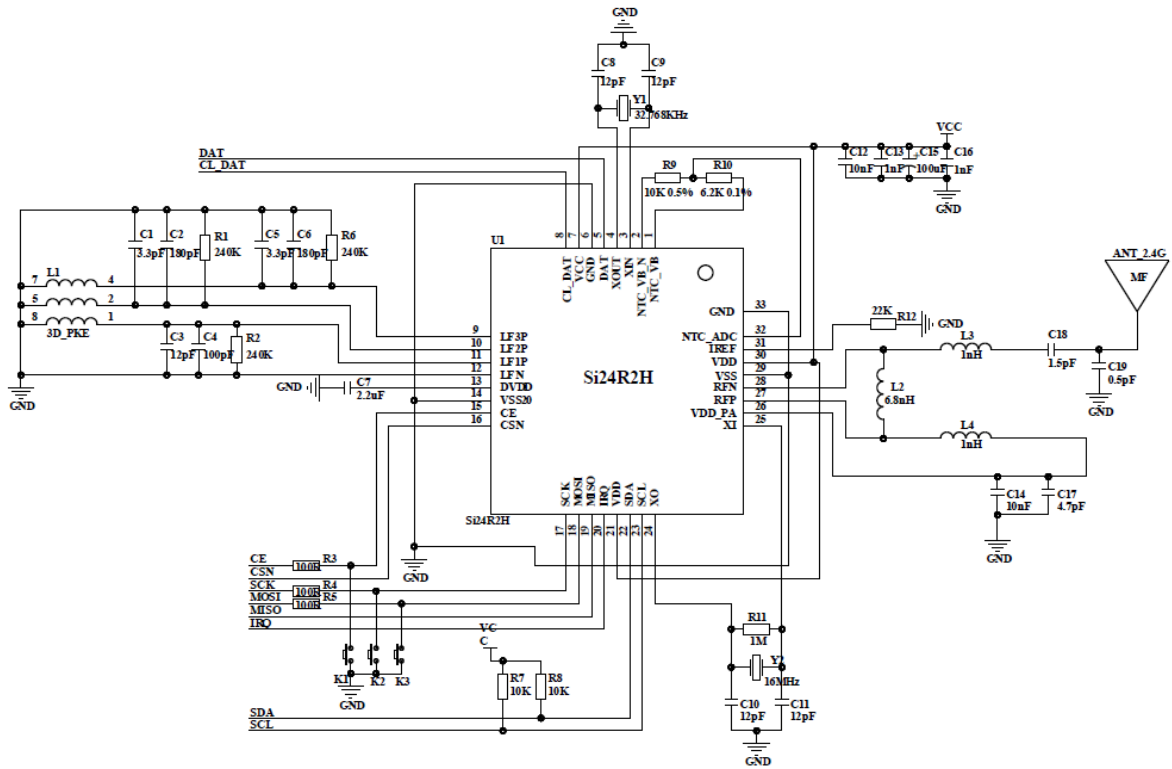 GND
C8
C9
12pF
12pF
Y1
32.768KHz
VCC
DAT
CL_DAT
R9
R10
10K 0.5%
6.2K 0.1%
C12
C13
C15
C16
10nF
1nF
100uF
1nF
GND
8
7
6
5
4
3
2
1
U1
CL_DAT
VCC
GND
DAT
XOUT
XIN
NTC_VB_N
NTC_VB
C1
C2
R1
C5
C6
R6
3.3pF
180pF
240K
3.3pF
180pF
240K
L1
7
4
5
2
8
1
3D_PKE
C3
C4
R2
12pF
100pF
240K
GND
GND
C7
2.2uF
9
10
11
12
13
14
15
16
LF3P
LF2P
LF1P
LFN
DVDD
VSS20
CE
CSN
Si24R2H
GND
NTC_ADC
IREF
VDD
VSS
RFN
RFP
VDD_PA
XI
33
32
31
30
29
28
27
26
25
22K
R12
GND
ANT_2.4G
MF
L3
1nH
C18
1.5pF
C19
0.5pF
GND
L2
6.8nH
L4
1nH
C14
10nF
C17
4.7pF
GND
SCK
MOSI
MISO
IRQ
VDD
SDA
SCL
XO
Si24R2H
17
18
19
20
21
22
23
24
GND
CE
R3
100R
CSN
SCK
R4
100R
MOSI
R5
100R
MISO
IRQ
K1
K2
K3
GND
VC
C
R7
10K
R8
10K
SDA
SCL
R11
1M
Y2
16MHz
C10
12pF
C11
12pF
GND